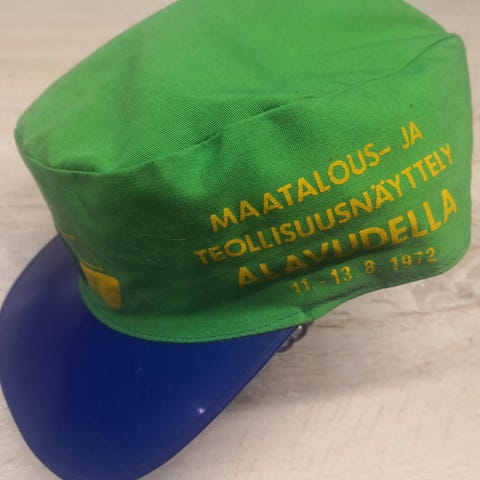 MAATALOUS- JA
TEOLLISUUSNÄYTTELY
ALAVUDELLA
11.-13.8.1972